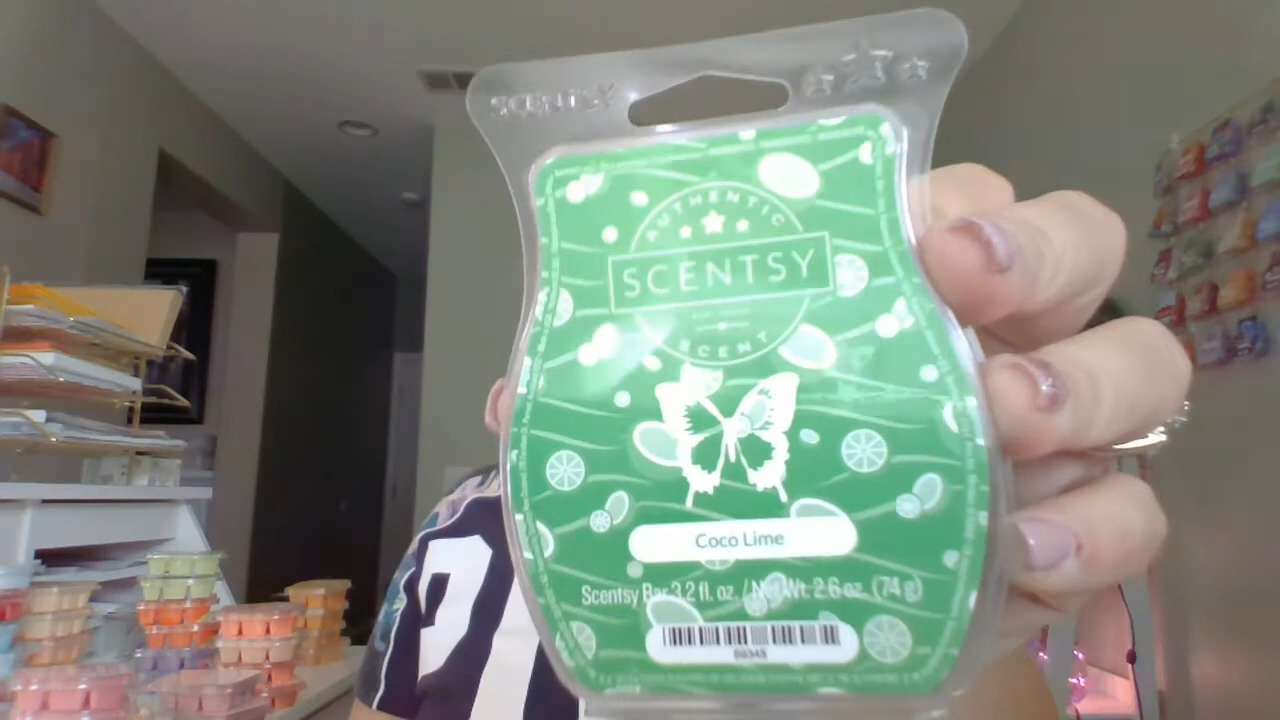 SCENTSY
AUTHENTIC
SCENTSY
SCENT
Coco Lime
Scentsy Bar 3.2 fl. oz. / Net Wt. 2.6 oz. (74 g)